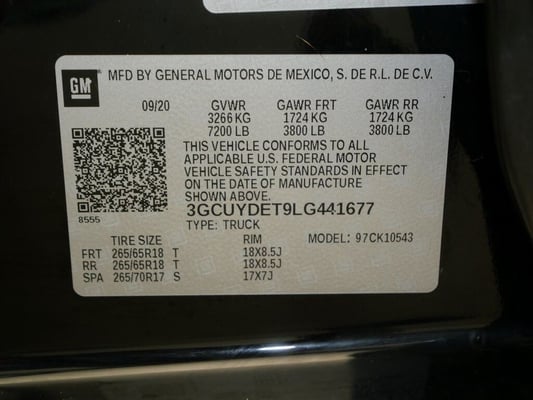 GM
MFD BY GENERAL MOTORS DE MEXICO, S. DE R.L. DE C.V.
09/20 GVWR GAWR FRT GAWR RR
3266 KG 1724 KG 1724 KG
7200 LB 3800 LB 3800 LB
THIS VEHICLE CONFORMS TO ALL
APPLICABLE U.S. FEDERAL MOTOR
VEHICLE SAFETY STANDARDS IN EFFECT
ON THE DATE OF MANUFACTURE
SHOWN ABOVE.
8555 3GCUYDET9LG441677
TYPE: TRUCK
TIRE SIZE RIM MODEL: 97CK10543
FRT 265/65R18 T 18X8.5J
RR 265/65R18 T 18X8.5J
SPA 265/70R17 S 17X7J